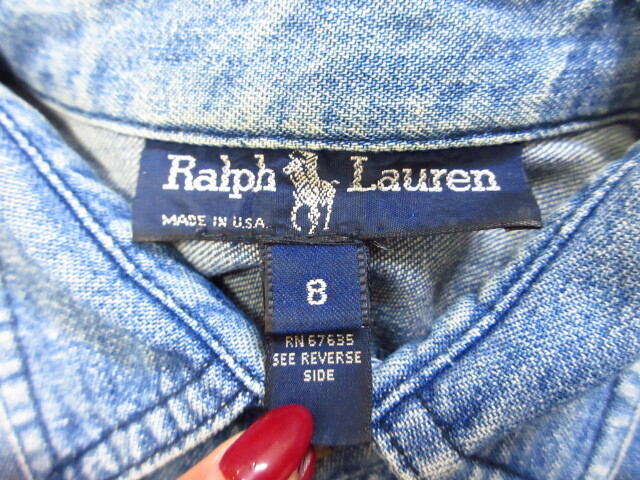 Ralph Lauren
MADE IN U.S.A.
8
RN 67635
SEE REVERSE
SIDE